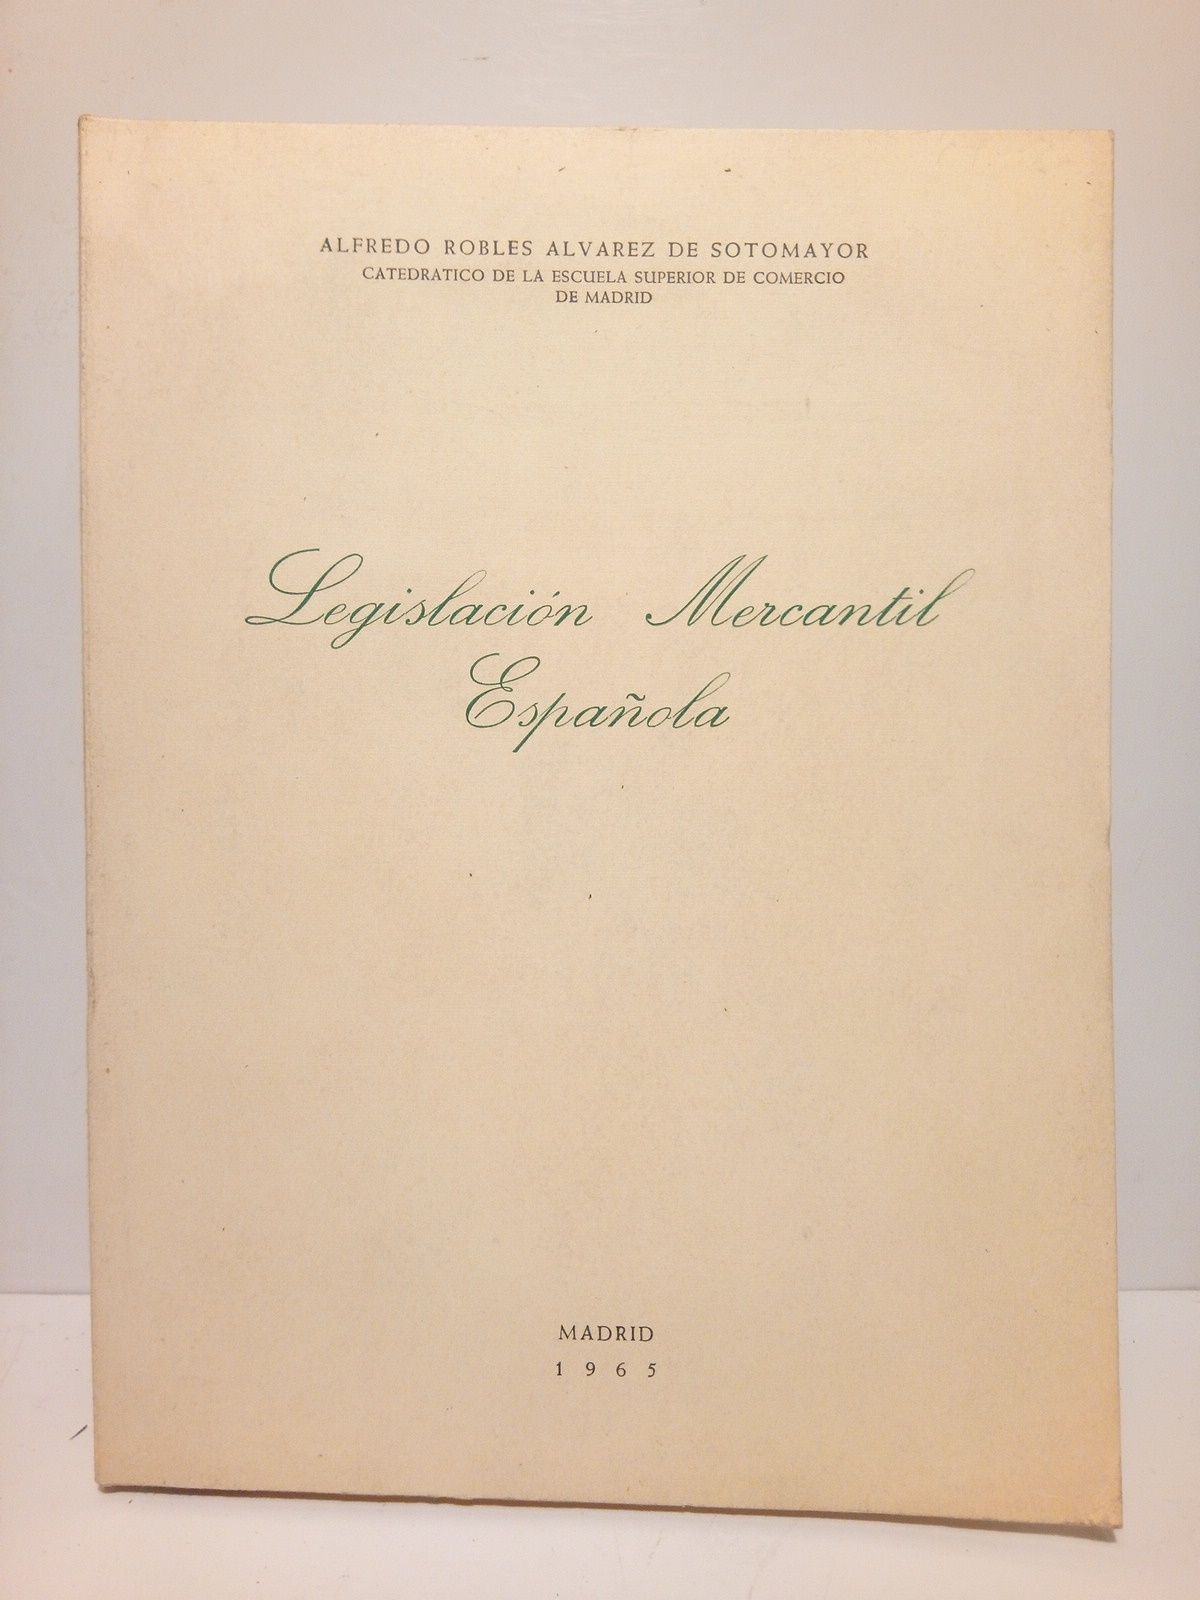 ALFREDO ROBLES ALVAREZ DE SOTOMAYOR
CATEDRATICO DE LA ESCUELA SUPERIOR DE COMERCIO
DE MADRID
Legislación Mercantil
Española
MADRID
1965